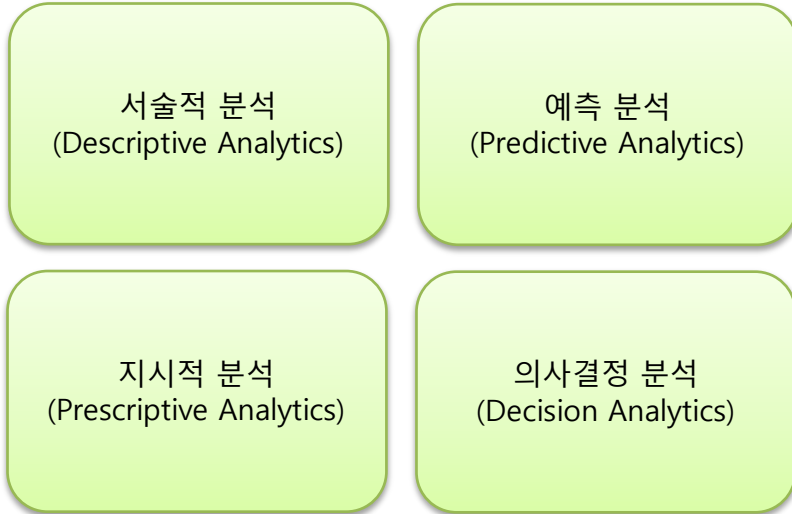 서술적 분석
(Descriptive Analytics)
예측 분석
(Predictive Analytics)
지시적 분석
(Prescriptive Analytics)
의사결정 분석
(Decision Analytics)